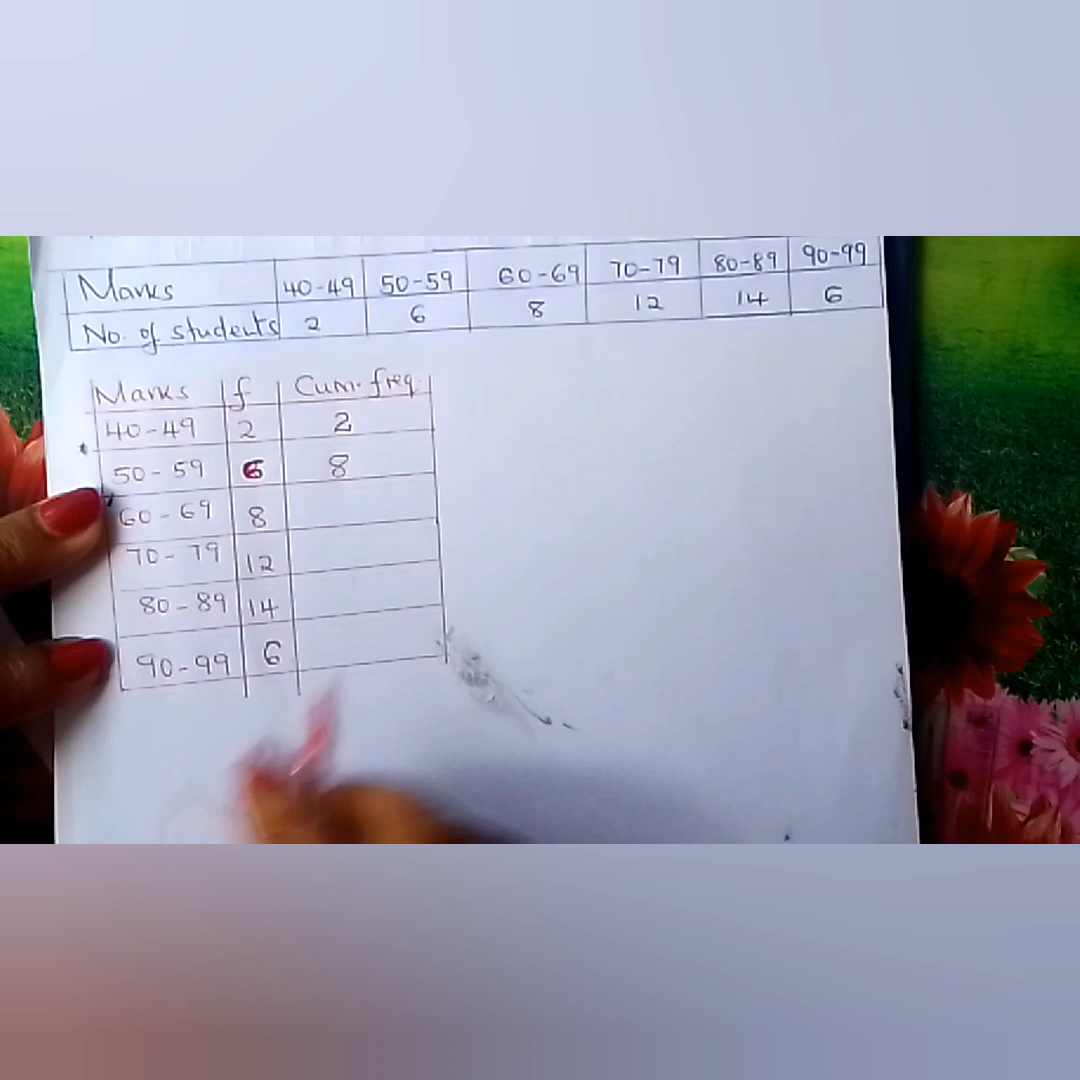 Marks 40-49 50-59 60-69 70-79 80-89 90-99
No. of students 2 6 8 12 14 6
Marks f Cum. freq
40-49 2 2
50-59 6 8
60-69 8
70-79 12
80-89 14
90-99 6